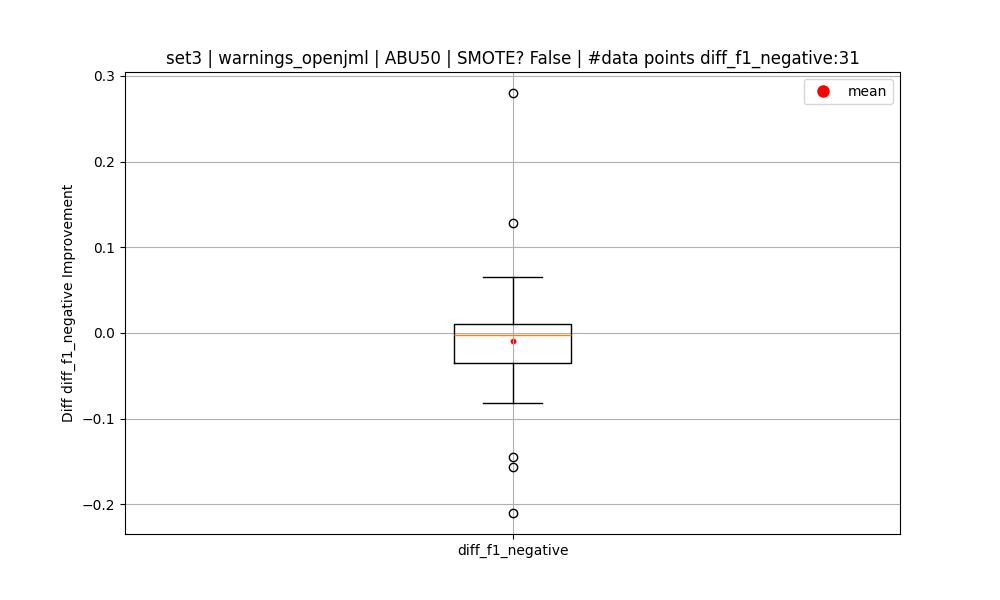 set3 | warnings_openjml | ABU50 | SMOTE? False | #data points diff_f1_negative:31
mean
0.3
0.2
0.1
0.0
−0.1
−0.2
Diff diff_f1_negative Improvement
diff_f1_negative